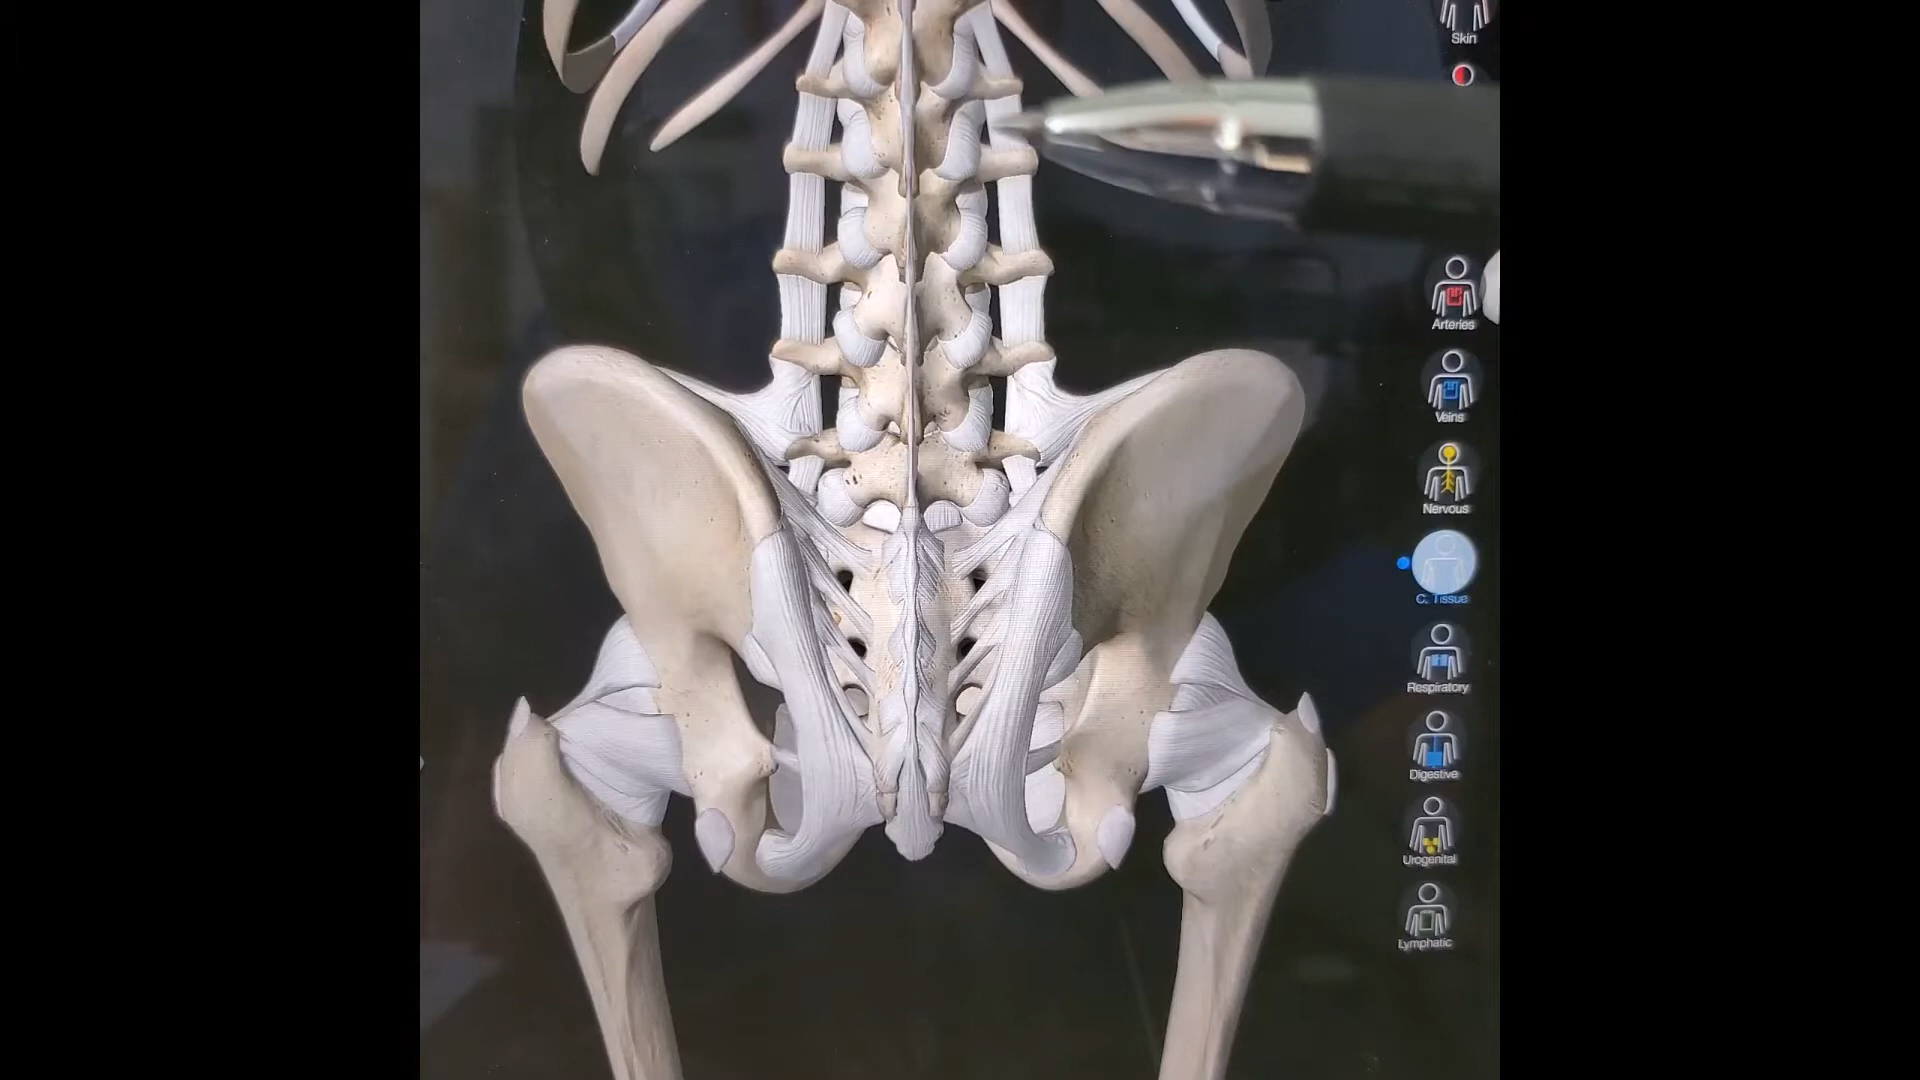 Skin
Arteries
Veins
Nervous
C. Tissue
Respiratory
Digestive
Urogenital
Lymphatic